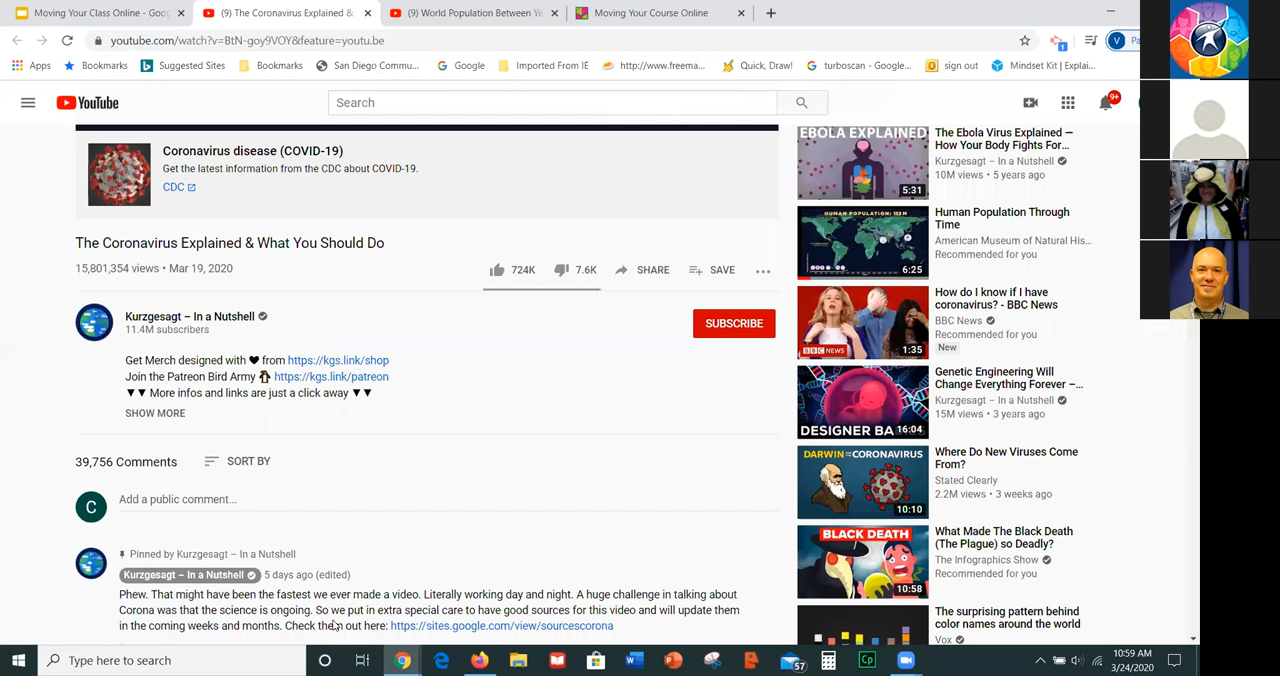 Moving Your Class Online - Goog
(9) The Coronavirus Explained &
(9) World Population Between Ye
Moving Your Course Online
youtube.com/watch?v=BtN-goy9VOY&feature=youtu.be
1
V
Pa
Apps
Bookmarks
Suggested Sites
Bookmarks
San Diego Commu...
Google
Imported From IE
http://www.freema...
Quick, Draw!
turboscan - Google...
sign out
Mindset Kit | Explai...
YouTube
Search
9+
Coronavirus disease (COVID-19)
Get the latest information from the CDC about COVID-19.
CDC
The Coronavirus Explained & What You Should Do
15,801,354 views • Mar 19, 2020
724K
7.6K
SHARE
SAVE
Kurzgesagt – In a Nutshell
11.4M subscribers
SUBSCRIBE
Get Merch designed with ❤ from https://kgs.link/shop
Join the Patreon Bird Army https://kgs.link/patreon
▼▼ More infos and links are just a click away ▼▼
SHOW MORE
39,756 Comments
SORT BY
C
Add a public comment...
Pinned by Kurzgesagt – In a Nutshell
Kurzgesagt – In a Nutshell
5 days ago (edited)
Phew. That might have been the fastest we ever made a video. Literally working day and night. A huge challenge in talking about
Corona was that the science is ongoing. So we put in extra special care to have good sources for this video and will update them
in the coming weeks and months. Check them out here: https://sites.google.com/view/sourcescorona
EBOLA EXPLAINED
5:31
The Ebola Virus Explained —
How Your Body Fights For...
Kurzgesagt – In a Nutshell
10M views • 5 years ago
HUMAN POPULATION: 183 M
6:25
Human Population Through
Time
American Museum of Natural His...
Recommended for you
BBC NEWS
1:35
How do I know if I have
coronavirus? - BBC News
BBC News
Recommended for you
New
DESIGNER BA
16:04
Genetic Engineering Will
Change Everything Forever –...
Kurzgesagt – In a Nutshell
15M views • 3 years ago
DARWIN
CORONAVIRUS
10:10
Where Do New Viruses Come
From?
Stated Clearly
2.2M views • 3 weeks ago
BLACK DEATH
10:58
What Made The Black Death
(The Plague) so Deadly?
The Infographics Show
Recommended for you
The surprising pattern behind
color names around the world
Vox
Type here to search
57
Cp
10:59 AM
3/24/2020